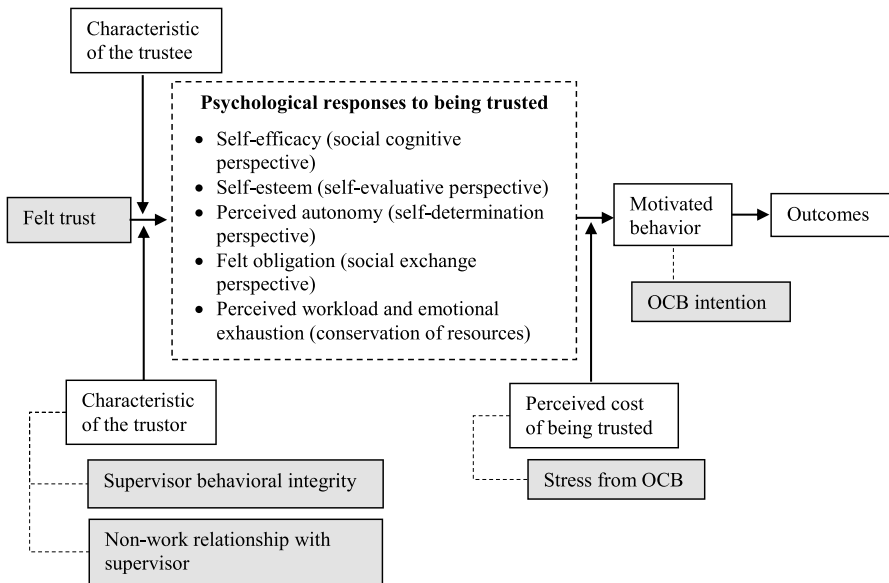 Characteristic
of the trustee
Psychological responses to being trusted
• Self-efficacy (social cognitive
perspective)
• Self-esteem (self-evaluative perspective)
• Perceived autonomy (self-determination
perspective)
• Felt obligation (social exchange
perspective)
• Perceived workload and emotional
exhaustion (conservation of resources)
Felt trust
Motivated
behavior
Outcomes
OCB intention
Characteristic
of the trustor
Perceived cost
of being trusted
Supervisor behavioral integrity
Stress from OCB
Non-work relationship with
supervisor